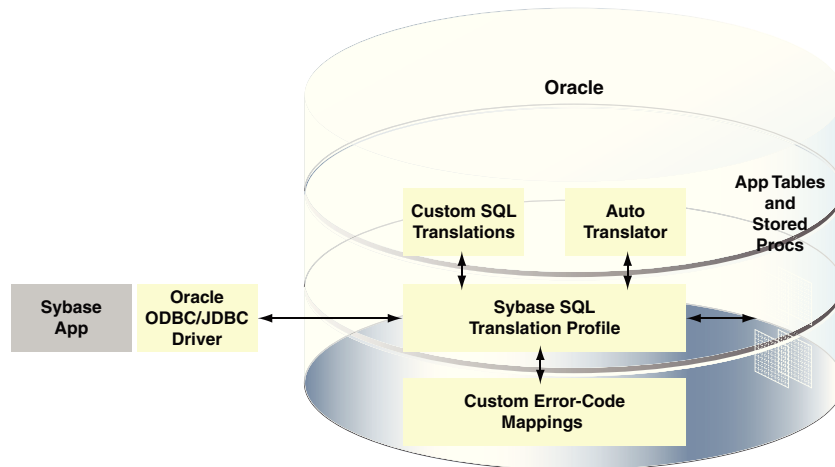 Oracle
App Tables
and
Stored
Procs
Custom SQL
Translations
Auto
Translator
Sybase
App
Oracle
ODBC/JDBC
Driver
Sybase SQL
Translation Profile
Custom Error-Code
Mappings